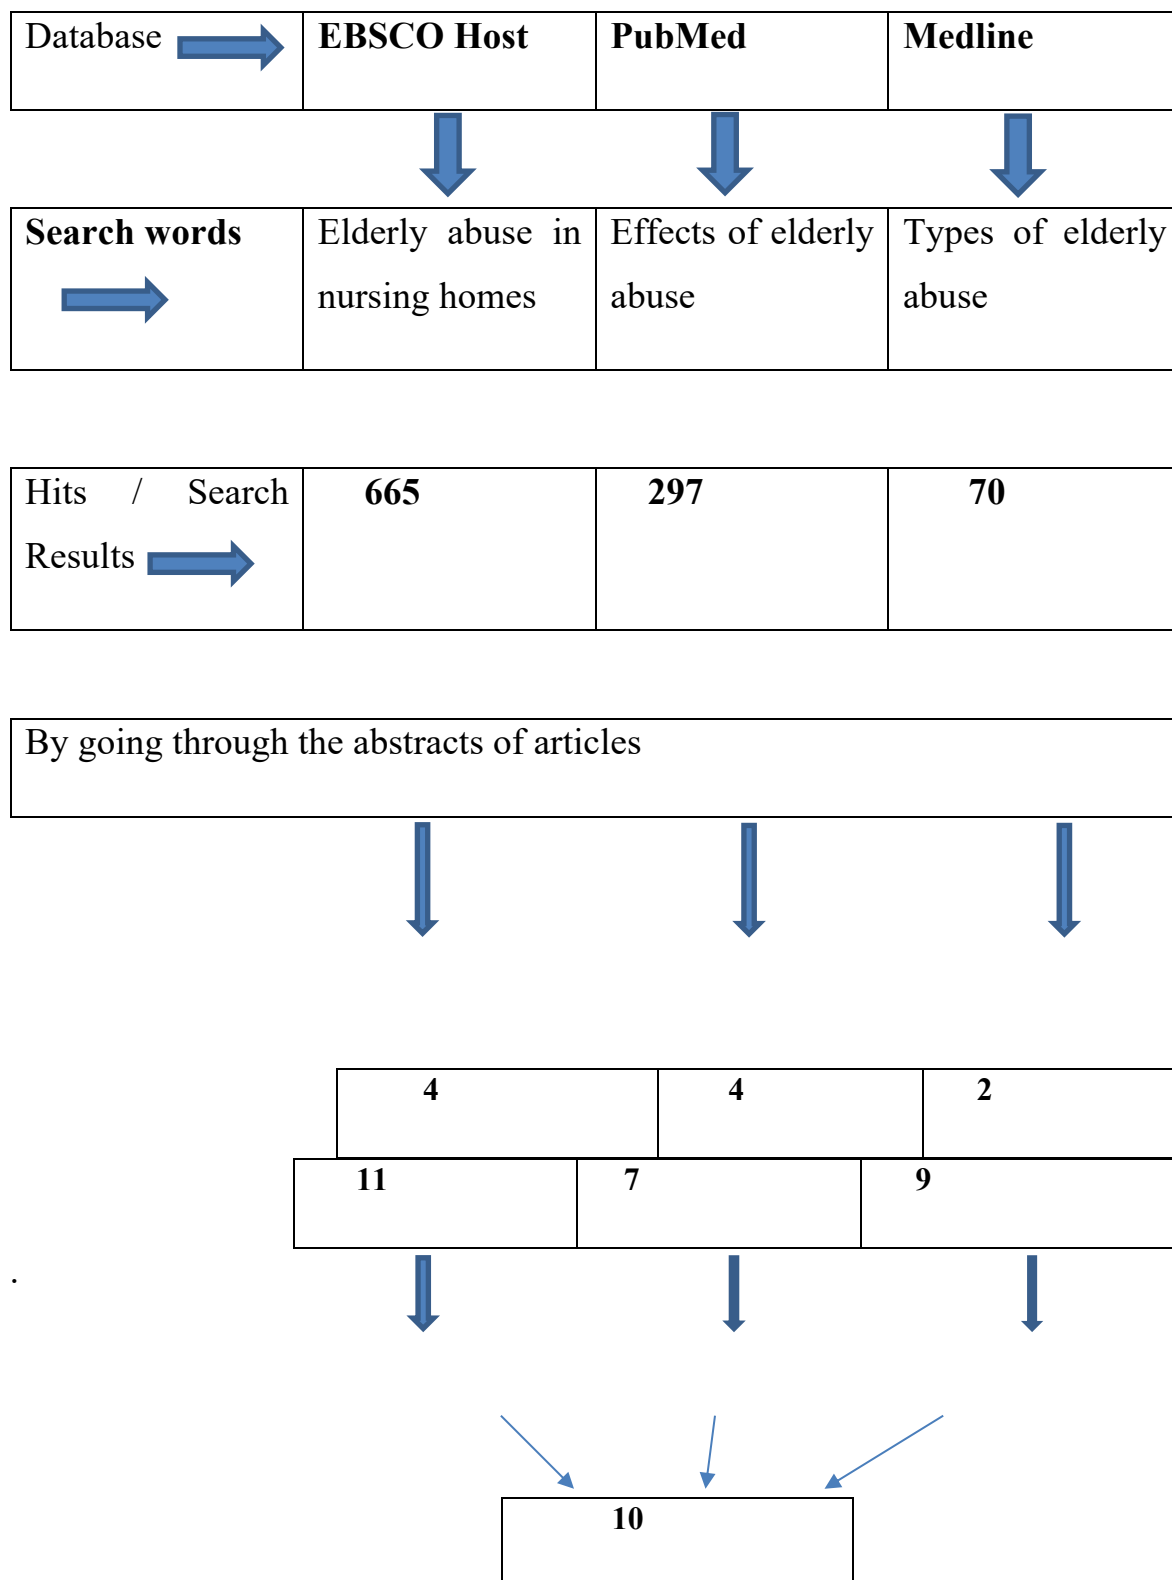 Database EBSCO Host PubMed Medline
Search words Elderly abuse in Effects of elderly Types of elderly
nursing homes abuse abuse
Hits / Search 665 297 70
Results
By going through the abstracts of articles
4 4 2
11 7 9
.
10